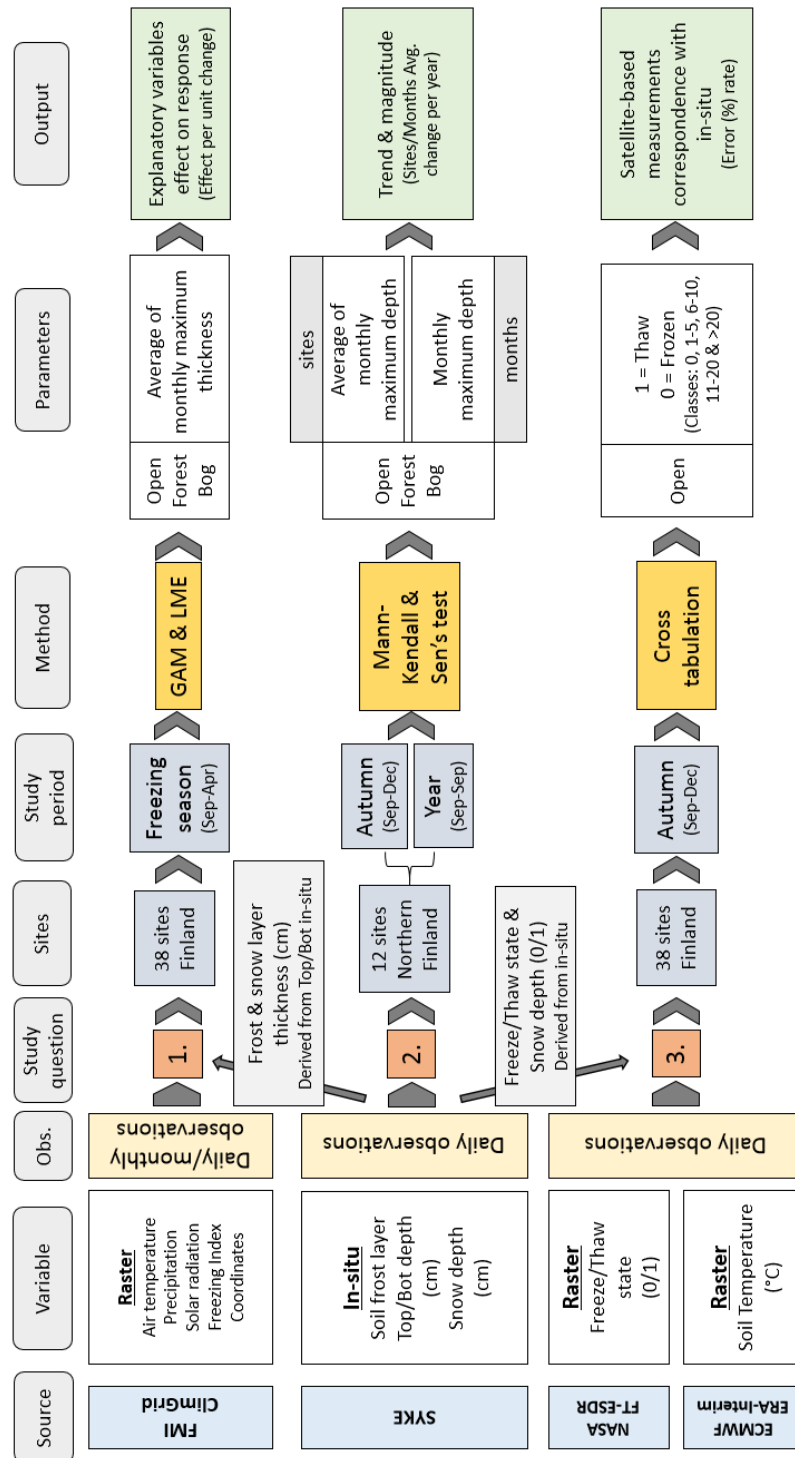 Source
Variable
Obs.
Study
question
Sites
Study
period
Method
Parameters
Output
FMI
ClimGrid
Raster
Air temperature
Precipitation
Solar radiation
Freezing Index
Coordinates
Daily/monthly
observations
1.
38 sites
Finland
Freezing
season
(Sep-Apr)
GAM & LME
Open
Forest
Bog
Average of
monthly maximum
thickness
Explanatory variables
effect on response
(Effect per unit change)
Frost & snow layer
thickness (cm)
Derived from Top/Bot in-situ
SYKE
In-situ
Soil frost layer
Top/Bot depth
(cm)
Snow depth
(cm)
Daily observations
2.
12 sites
Northern
Finland
Autumn
(Sep-Dec)
Year
(Sep-Sep)
Mann-
Kendall &
Sen's test
Open
Forest
Bog
sites
Average of
monthly
maximum depth
Monthly
maximum depth
months
Trend & magnitude
(Sites/Months Avg.
change per year)
Freeze/Thaw state &
Snow depth (0/1)
Derived from in-situ
NASA
FT-ESDR
Raster
Freeze/Thaw
state
(0/1)
ECMWF
ERA-Interim
Raster
Soil Temperature
(°C)
Daily observations
3.
38 sites
Finland
Autumn
(Sep-Dec)
Cross
tabulation
Open
1 = Thaw
0 = Frozen
(Classes: 0, 1-5, 6-10,
11-20 & >20)
Satellite-based
measurements
correspondence with
in-situ
(Error (%) rate)